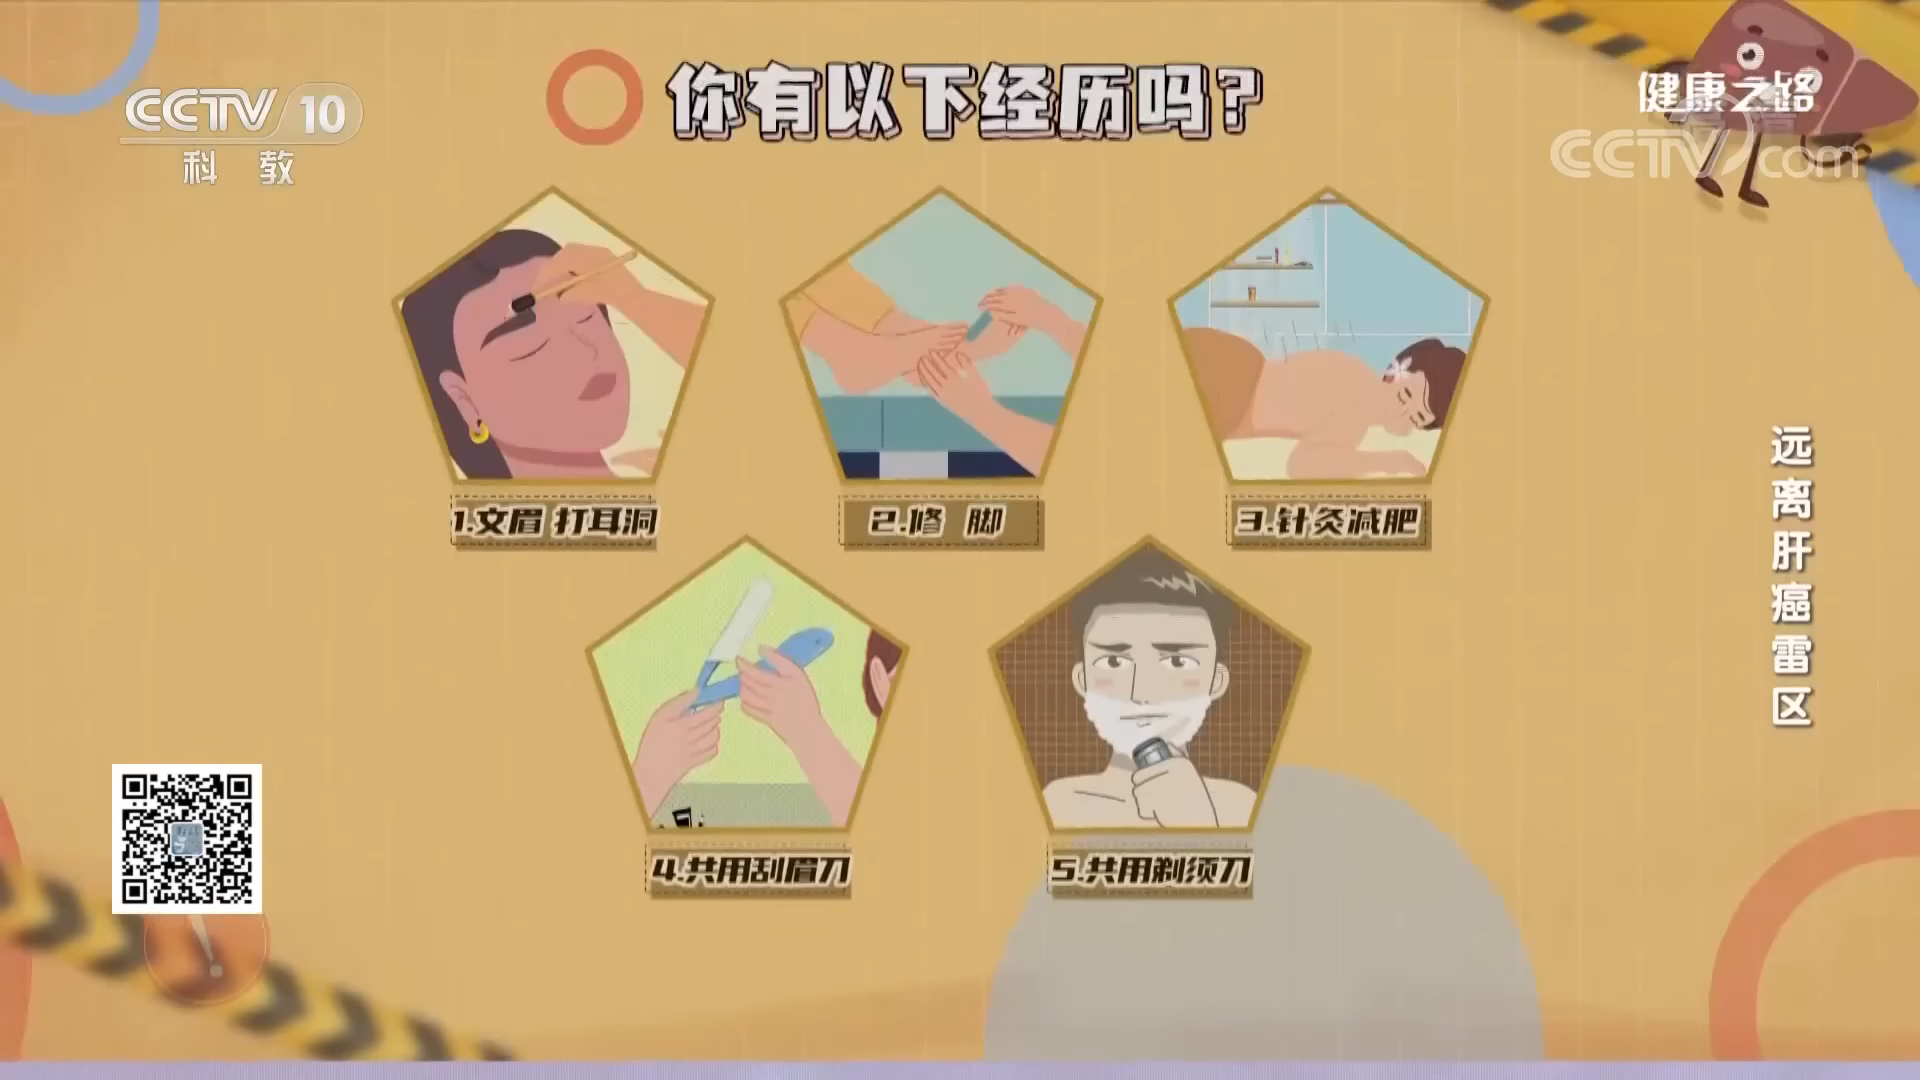 CCTV 10
科 教
你有以下经历吗?
健康之路
CCTV.com
1.文眉 打耳洞
2.修 脚
3.针灸减肥
4.共用刮眉刀
5.共用剃须刀
远离肝癌雷区